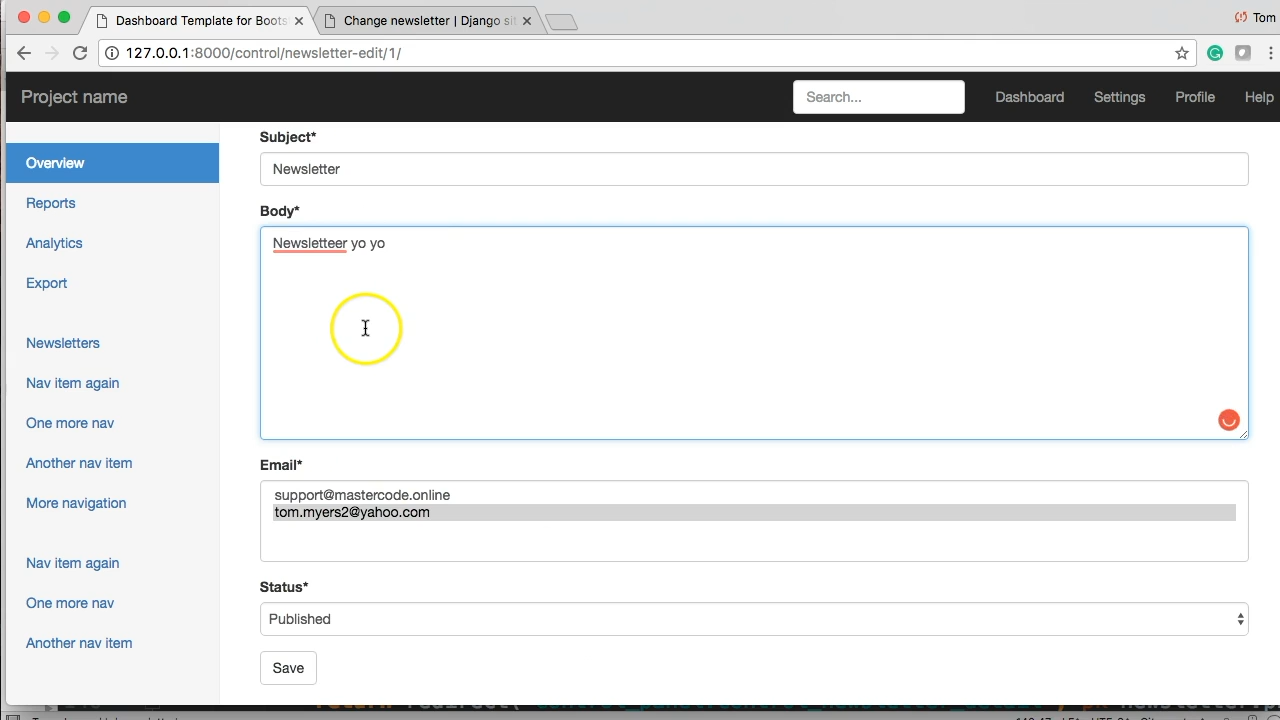 Dashboard Template for Boots
Change newsletter | Django sit
Tom
127.0.0.1:8000/control/newsletter-edit/1/
Project name
Search...
Dashboard
Settings
Profile
Help
Overview
Reports
Analytics
Export
Newsletters
Nav item again
One more nav
Another nav item
More navigation
Nav item again
One more nav
Another nav item
Subject*
Newsletter
Body*
Newsletteer yo yo
Email*
support@mastercode.online
tom.myers2@yahoo.com
Status*
Published
Save